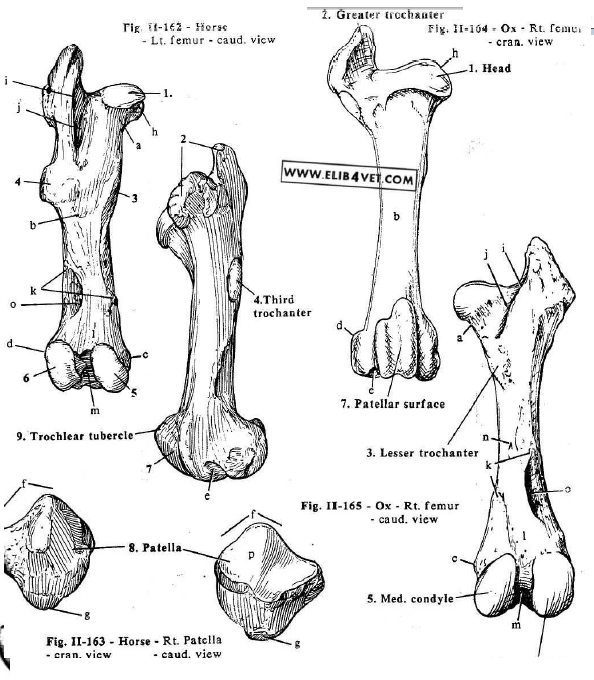 Fig. II-162 - Horse
- Lt. femur - caud. view
2. Greater trochanter
Fig. II-164 - Ox - Rt. femur
- cran. view
h
1. Head
i
1.
j
h
a
2
4
3
b
WWW.ELIB4VET.COM
b
k
o
4. Third
trochanter
j
i
a
d
l
c
6
5
m
d
e
7. Patellar surface
9. Trochlear tubercle
7
e
n
3. Lesser trochanter
k
o
Fig. II-165 - Ox - Rt. femur
- caud. view
f
f
8. Patella
p
l
c
g
g
5. Med. condyle
m
Fig. II-163 - Horse - Rt. Patella
- cran. view
- caud. view